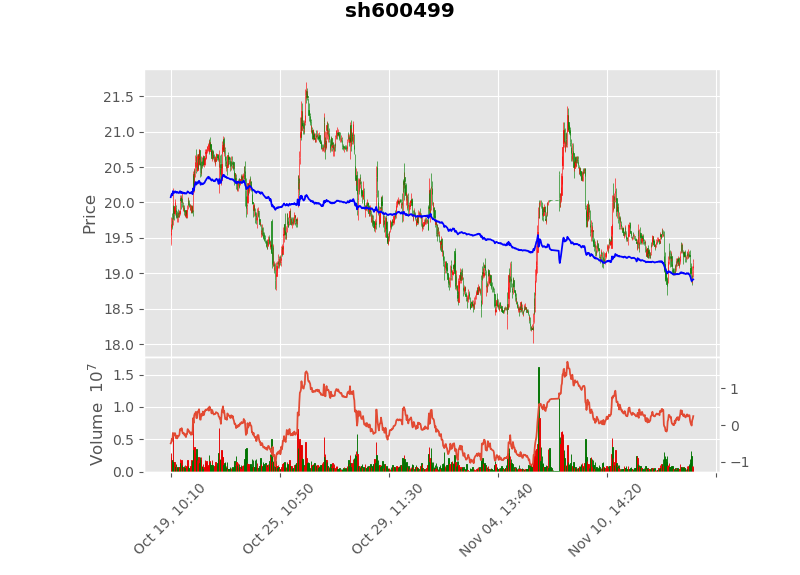 sh600499
Price
21.5
21.0
20.5
20.0
19.5
19.0
18.5
18.0
Volume 10^7
1.5
1.0
0.5
0.0
1
0
−1
Oct 19, 10:10
Oct 25, 10:50
Oct 29, 11:30
Nov 04, 13:40
Nov 10, 14:20